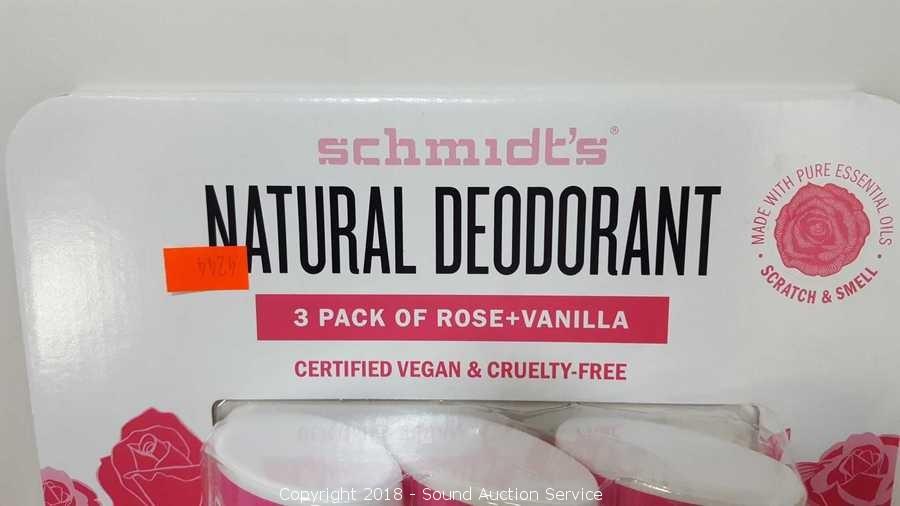 schmidt's®
NATURAL DEODORANT
4244
3 PACK OF ROSE+VANILLA
CERTIFIED VEGAN & CRUELTY-FREE
· MADE WITH PURE ESSENTIAL OILS ·
SCRATCH & SMELL
Copyright 2018 - Sound Auction Service